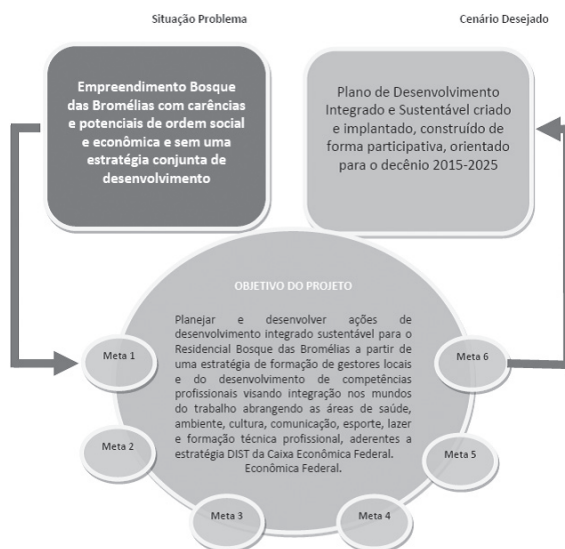 Situação Problema
Cenário Desejado
Empreendimento Bosque
das Bromélias com carências
e potenciais de ordem social
e econômica e sem uma
estratégia conjunta de
desenvolvimento
Plano de Desenvolvimento
Integrado e Sustentável criado
e implantado, construído de
forma participativa, orientado
para o decênio 2015-2025
OBJETIVO DO PROJETO
Planejar e desenvolver ações de
desenvolvimento integrado sustentável para o
Residencial Bosque das Bromélias a partir de
uma estratégia de formação de gestores locais
e do desenvolvimento de competências
profissionais visando integração nos mundos
do trabalho abrangendo as áreas de saúde,
ambiente, cultura, comunicação, esporte, lazer
e formação técnica profissional, aderentes a
estratégia DIST da Caixa Econômica Federal.
Econômica Federal.
Meta 1
Meta 2
Meta 3
Meta 4
Meta 5
Meta 6